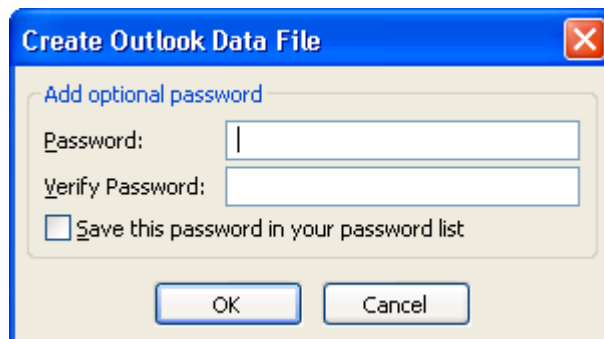 Create Outlook Data File
Add optional password
Password:
Verify Password:
Save this password in your password list
OK Cancel